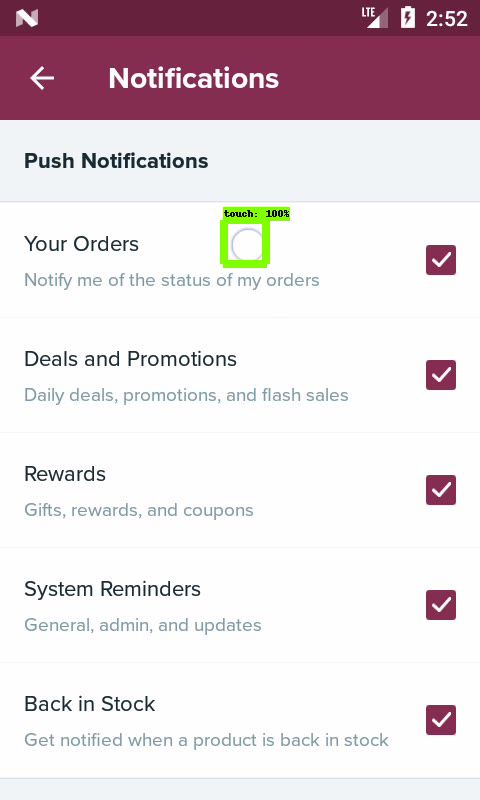 LTE 2:52
Notifications
Push Notifications
touch: 100%
Your Orders
Notify me of the status of my orders
Deals and Promotions
Daily deals, promotions, and flash sales
Rewards
Gifts, rewards, and coupons
System Reminders
General, admin, and updates
Back in Stock
Get notified when a product is back in stock